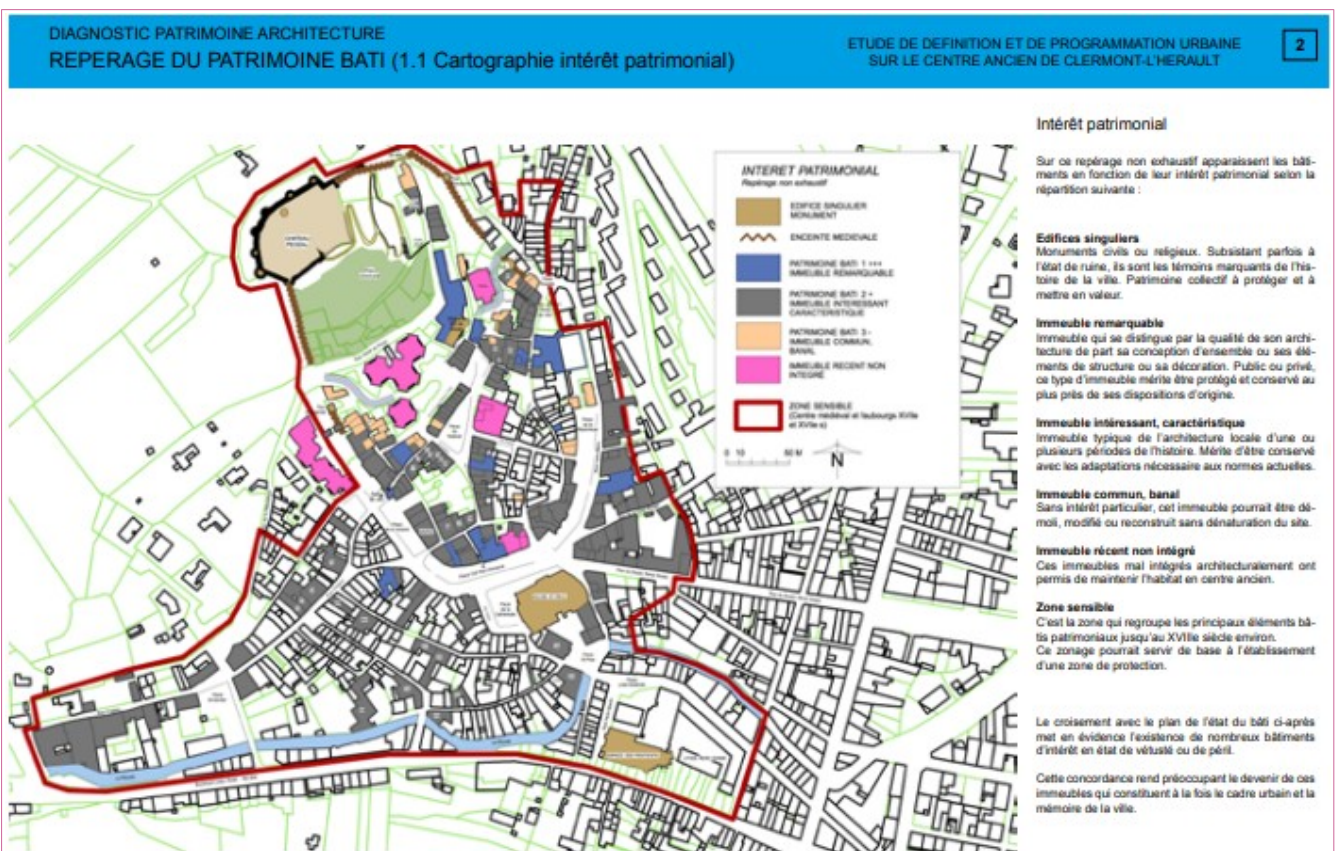 DIAGNOSTIC PATRIMOINE ARCHITECTURE
REPERAGE DU PATRIMOINE BATI (1.1 Cartographie intérêt patrimonial)
ETUDE DE DEFINITION ET DE PROGRAMMATION URBAINE
SUR LE CENTRE ANCIEN DE CLERMONT-L'HERAULT
2
INTERET PATRIMONIAL
Repérage non exhaustif
EDIFICE SINGULIER
MONUMENT
ENCEINTE MEDIEVALE
PATRIMOINE BATI 1 +++
IMMEUBLE REMARQUABLE
PATRIMOINE BATI 2 +
IMMEUBLE INTERESSANT
CARACTERISTIQUE
PATRIMOINE BATI 3 -
IMMEUBLE COMMUN,
BANAL
IMMEUBLE RECENT NON
INTEGRÉ
ZONE SENSIBLE
(Centre médiéval et faubourgs XVIIe
et XVIIIe s)
0 10 50 M
N
Intérêt patrimonial
Sur ce repérage non exhaustif apparaissent les bâti-
ments en fonction de leur intérêt patrimonial selon la
répartition suivante :
Edifices singuliers
Monuments civils ou religieux. Subsistant parfois à
l'état de ruine, ils sont les témoins marquants de l'his-
toire de la ville. Patrimoine collectif à protéger et à
mettre en valeur.
Immeuble remarquable
Immeuble qui se distingue par la qualité de son archi-
tecture de part sa conception d'ensemble ou ses élé-
ments de structure ou sa décoration. Public ou privé,
ce type d'immeuble mérite être protégé et conservé au
plus près de ses dispositions d'origine.
Immeuble intéressant, caractéristique
Immeuble typique de l'architecture locale d'une ou
plusieurs périodes de l'histoire. Mérite d'être conservé
avec les adaptations nécessaire aux normes actuelles.
Immeuble commun, banal
Sans intérêt particulier, cet immeuble pourrait être dé-
moli, modifié ou reconstruit sans dénaturation du site.
Immeuble récent non intégré
Ces immeubles mal intégrés architecturalement ont
permis de maintenir l'habitat en centre ancien.
Zone sensible
C'est la zone qui regroupe les principaux éléments bâ-
tis patrimoniaux jusqu'au XVIIIe siècle environ.
Ce zonage pourrait servir de base à l'établissement
d'une zone de protection.
Le croisement avec le plan de l'état du bâti ci-après
met en évidence l'existence de nombreux bâtiments
d'intérêt en état de vétusté ou de péril.
Cette concordance rend préoccupant le devenir de ces
immeubles qui constituent à la fois le cadre urbain et la
mémoire de la ville.